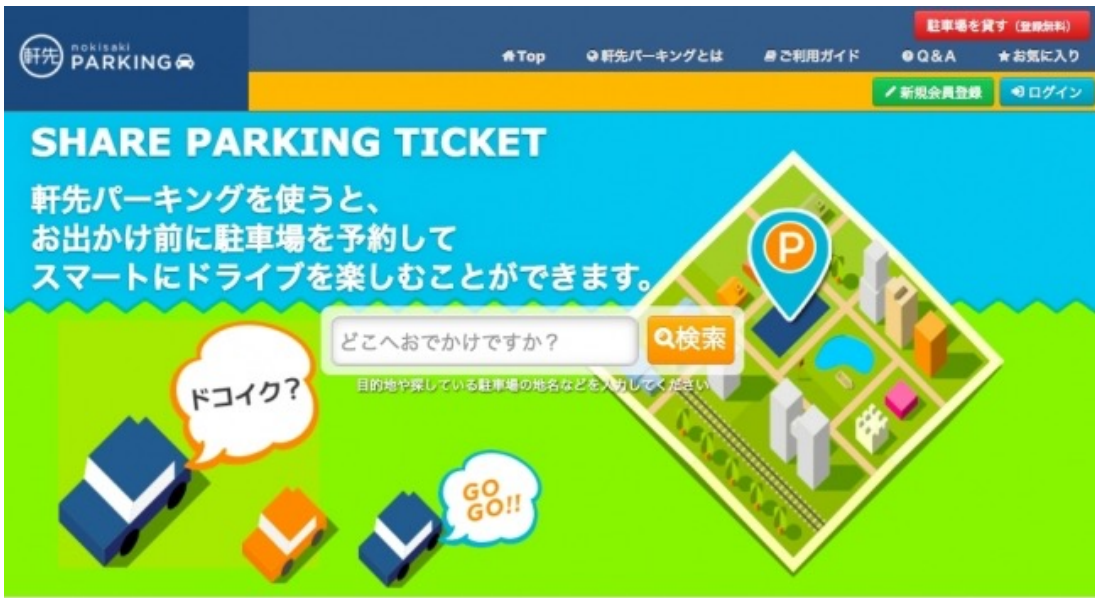 駐車場を貸す（登録無料）
軒先
nokisaki
PARKING
Top
軒先パーキングとは
ご利用ガイド
Q&A
お気に入り
新規会員登録
ログイン
SHARE PARKING TICKET
軒先パーキングを使うと、
お出かけ前に駐車場を予約して
スマートにドライブを楽しむことができます。
P
どこへおでかけですか？
検索
目的地や探している駐車場の地名などを入力してください
ドコイク？
GO
GO!!